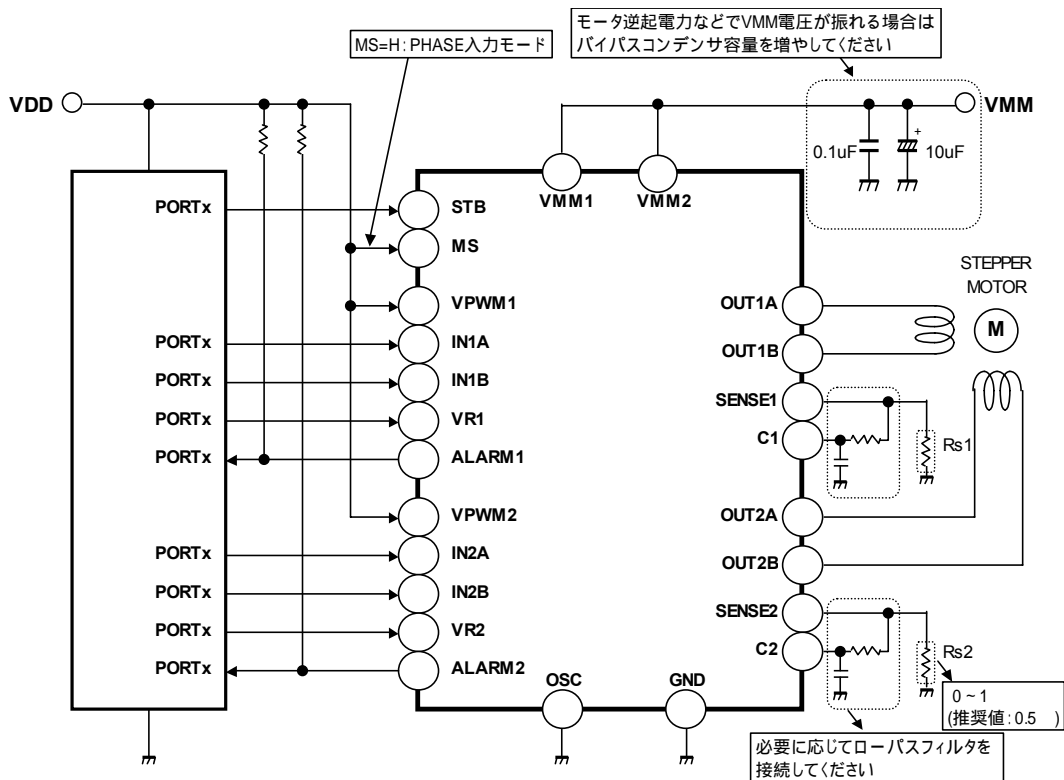 モータ逆起電力などでVMM電圧が振れる場合は
バイパスコンデンサ容量を増やしてください
MS=H:PHASE入力モード
VDD
VMM
0.1uF
+
10uF
VMM1
VMM2
PORTx
STB
MS
VPWM1
PORTx
IN1A
PORTx
IN1B
PORTx
VR1
PORTx
ALARM1
VPWM2
PORTx
IN2A
PORTx
IN2B
PORTx
VR2
PORTx
ALARM2
OSC
GND
STEPPER
MOTOR
M
OUT1A
OUT1B
SENSE1
C1
Rs1
OUT2A
OUT2B
SENSE2
C2
Rs2
0~1
(推奨値:0.5 )
必要に応じてローパスフィルタを
接続してください